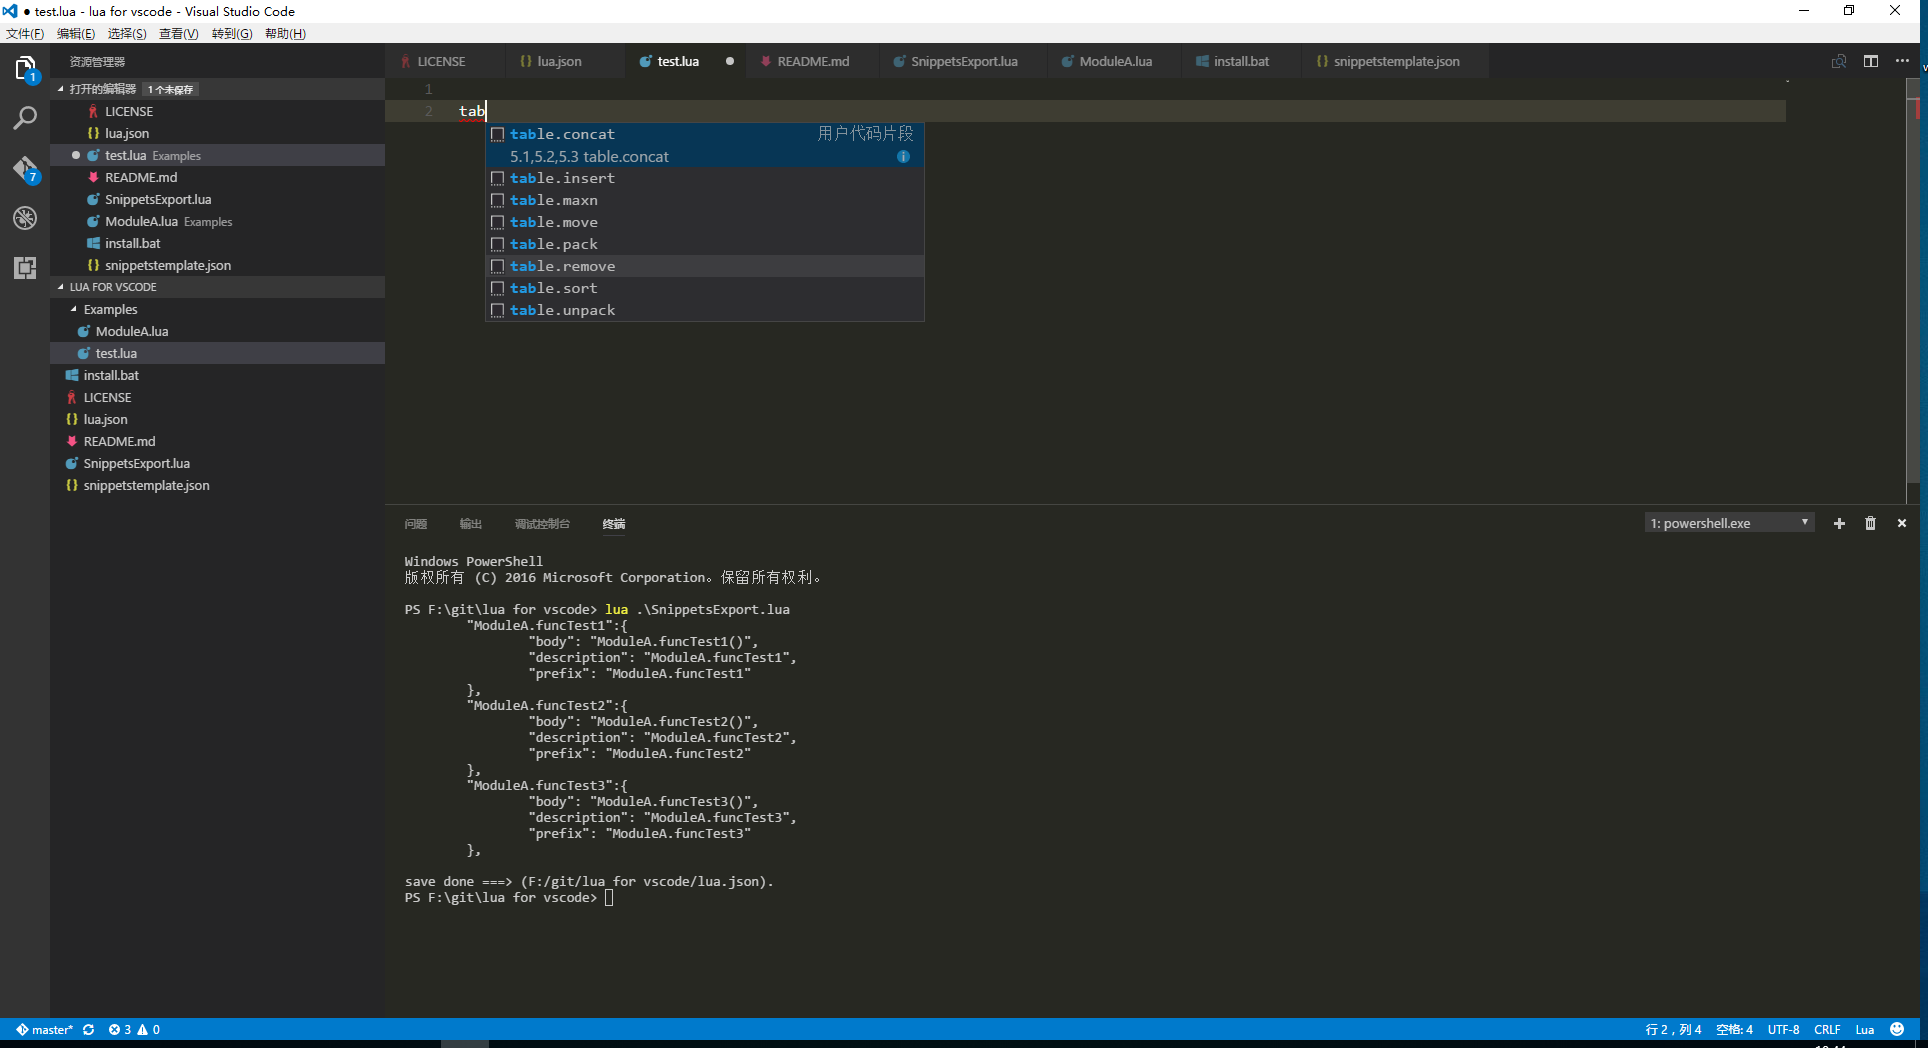 ● test.lua - lua for vscode - Visual Studio Code
文件(F) 编辑(E) 选择(S) 查看(V) 转到(G) 帮助(H)
1
7
资源管理器
打开的编辑器 1 个未保存
LICENSE
lua.json
test.lua Examples
README.md
SnippetsExport.lua
ModuleA.lua Examples
install.bat
snippetstemplate.json
LUA FOR VSCODE
Examples
ModuleA.lua
test.lua
install.bat
LICENSE
lua.json
README.md
SnippetsExport.lua
snippetstemplate.json
LICENSE lua.json test.lua README.md SnippetsExport.lua ModuleA.lua install.bat snippetstemplate.json
1
2 tab
table.concat 用户代码片段
5.1,5.2,5.3 table.concat
table.insert
table.maxn
table.move
table.pack
table.remove
table.sort
table.unpack
问题 输出 调试控制台 终端 1: powershell.exe
Windows PowerShell
版权所有 (C) 2016 Microsoft Corporation。保留所有权利。
PS F:\git\lua for vscode> lua .\SnippetsExport.lua
"ModuleA.funcTest1":{
"body": "ModuleA.funcTest1()",
"description": "ModuleA.funcTest1",
"prefix": "ModuleA.funcTest1"
},
"ModuleA.funcTest2":{
"body": "ModuleA.funcTest2()",
"description": "ModuleA.funcTest2",
"prefix": "ModuleA.funcTest2"
},
"ModuleA.funcTest3":{
"body": "ModuleA.funcTest3()",
"description": "ModuleA.funcTest3",
"prefix": "ModuleA.funcTest3"
},
save done ===> (F:/git/lua for vscode/lua.json).
PS F:\git\lua for vscode>
master* 3 0 行 2，列 4 空格: 4 UTF-8 CRLF Lua